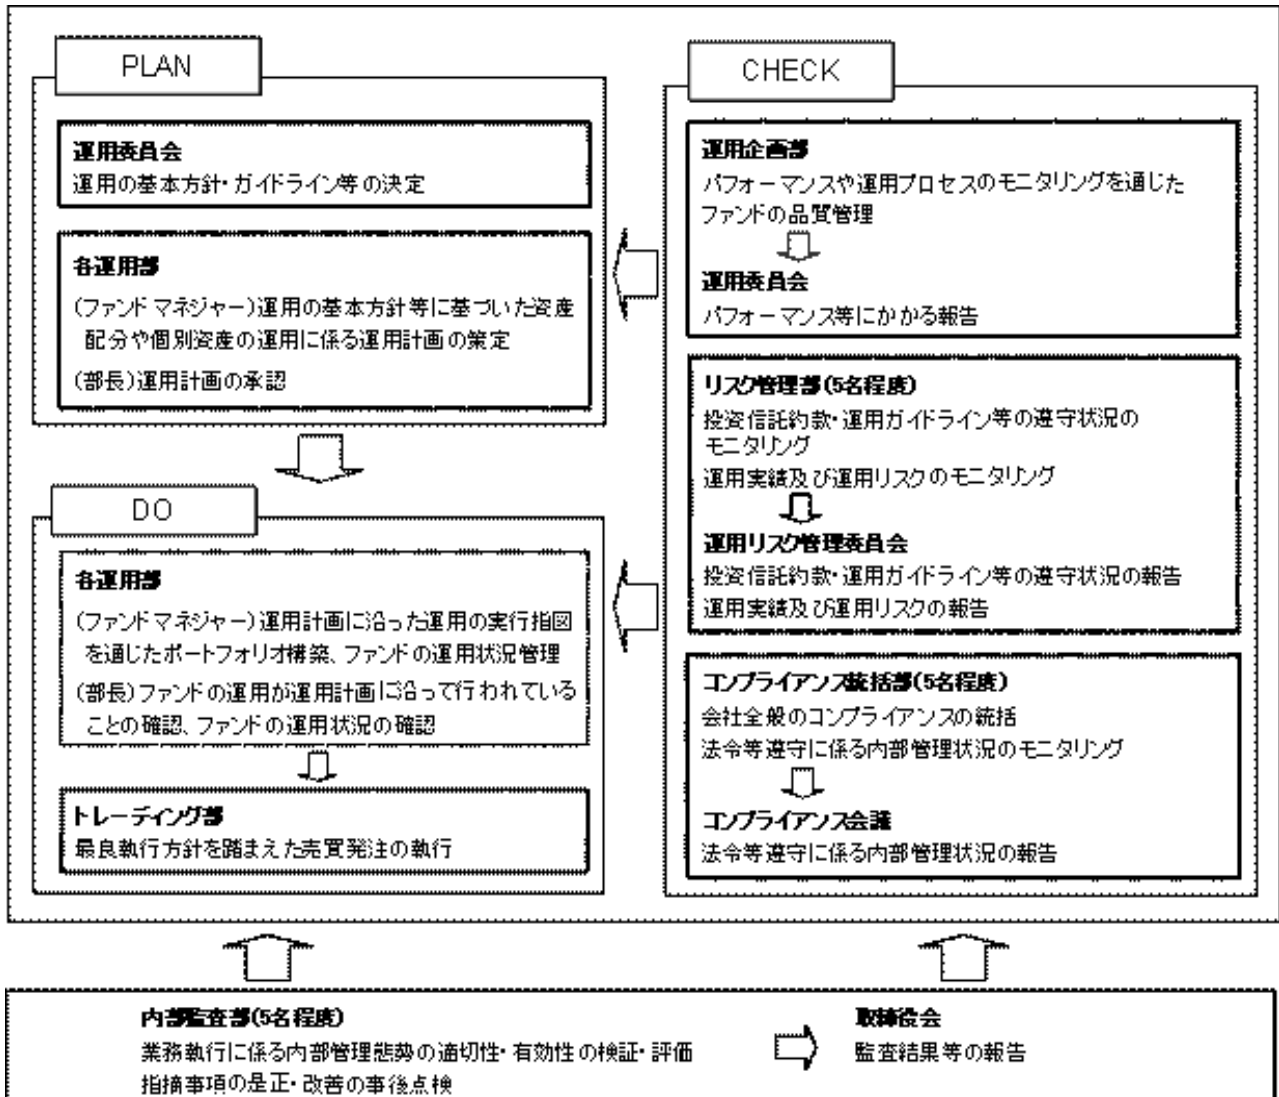 PLAN
運用委員会
運用の基本方針・ガイドライン等の決定
各運用部
(ファンドマネジャー)運用の基本方針等に基づいた資産
配分や個別資産の運用に係る運用計画の策定
(部長)運用計画の承認
DO
各運用部
(ファンドマネジャー)運用計画に沿った運用の実行指図
を通じたポートフォリオ構築、ファンドの運用状況管理
(部長)ファンドの運用が運用計画に沿って行われている
ことの確認、ファンドの運用状況の確認
トレーディング部
最良執行方針を踏まえた売買発注の執行
CHECK
運用企画部
パフォーマンスや運用プロセスのモニタリングを通じた
ファンドの品質管理
運用委員会
パフォーマンス等にかかる報告
リスク管理部(5名程度)
投資信託約款・運用ガイドライン等の遵守状況の
モニタリング
運用実績及び運用リスクのモニタリング
運用リスク管理委員会
投資信託約款・運用ガイドライン等の遵守状況の報告
運用実績及び運用リスクの報告
コンプライアンス統括部(5名程度)
会社全般のコンプライアンスの統括
法令等遵守に係る内部管理状況のモニタリング
コンプライアンス会議
法令等遵守に係る内部管理状況の報告
内部監査部(5名程度)
業務執行に係る内部管理態勢の適切性・有効性の検証・評価
指摘事項の是正・改善の事後点検
取締役会
監査結果等の報告